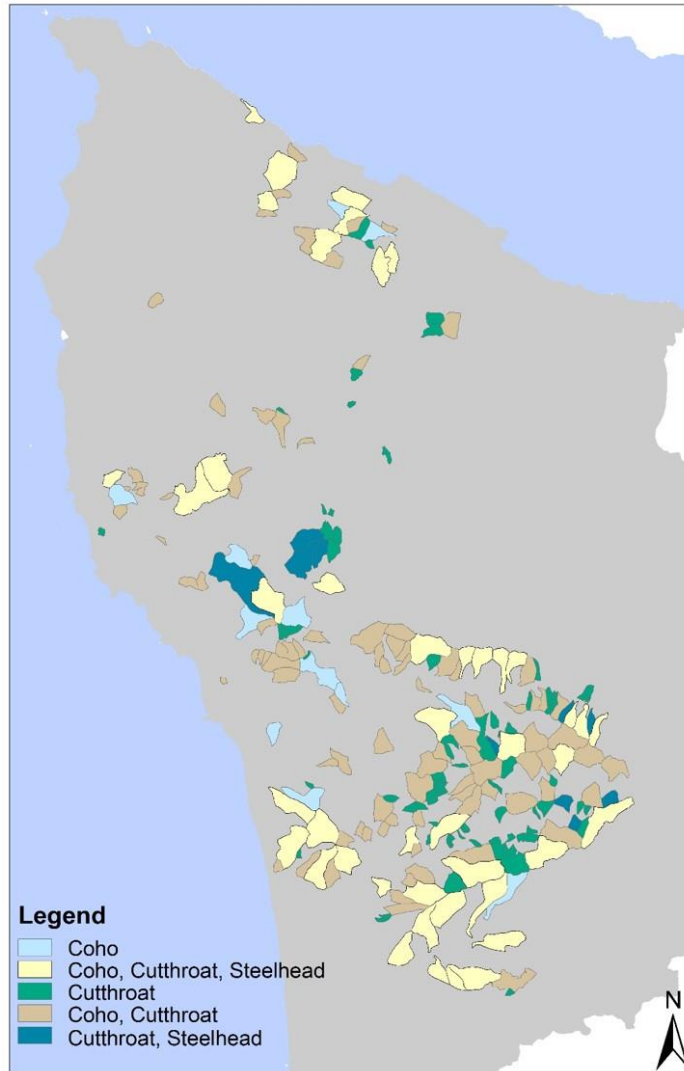 Legend
Coho
Coho, Cutthroat, Steelhead
Cutthroat
Coho, Cutthroat
Cutthroat, Steelhead
N